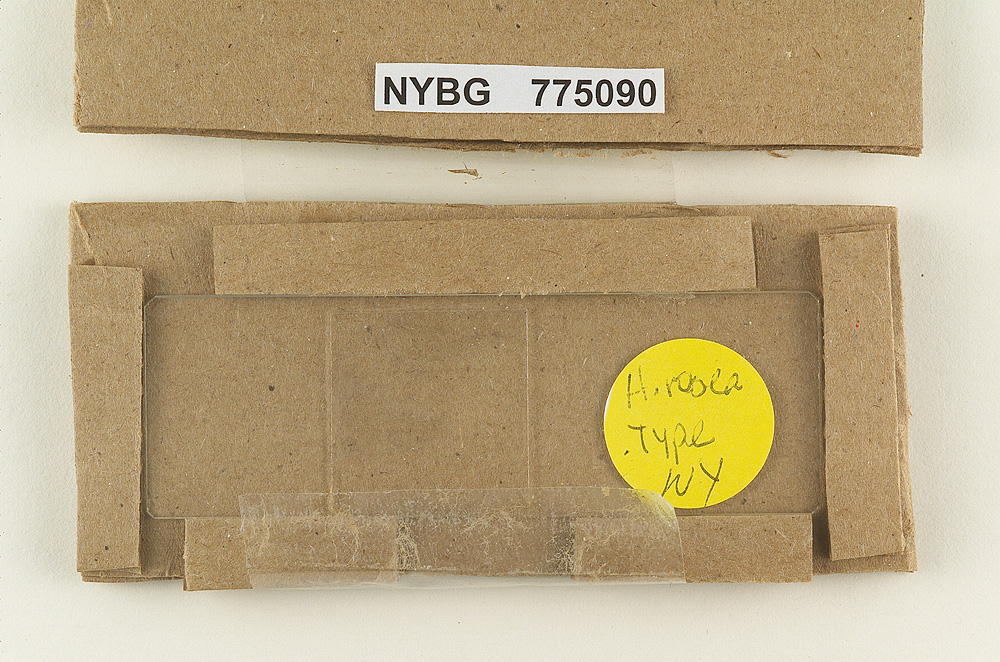 NYBG 775090
H. rosea
Type
NY